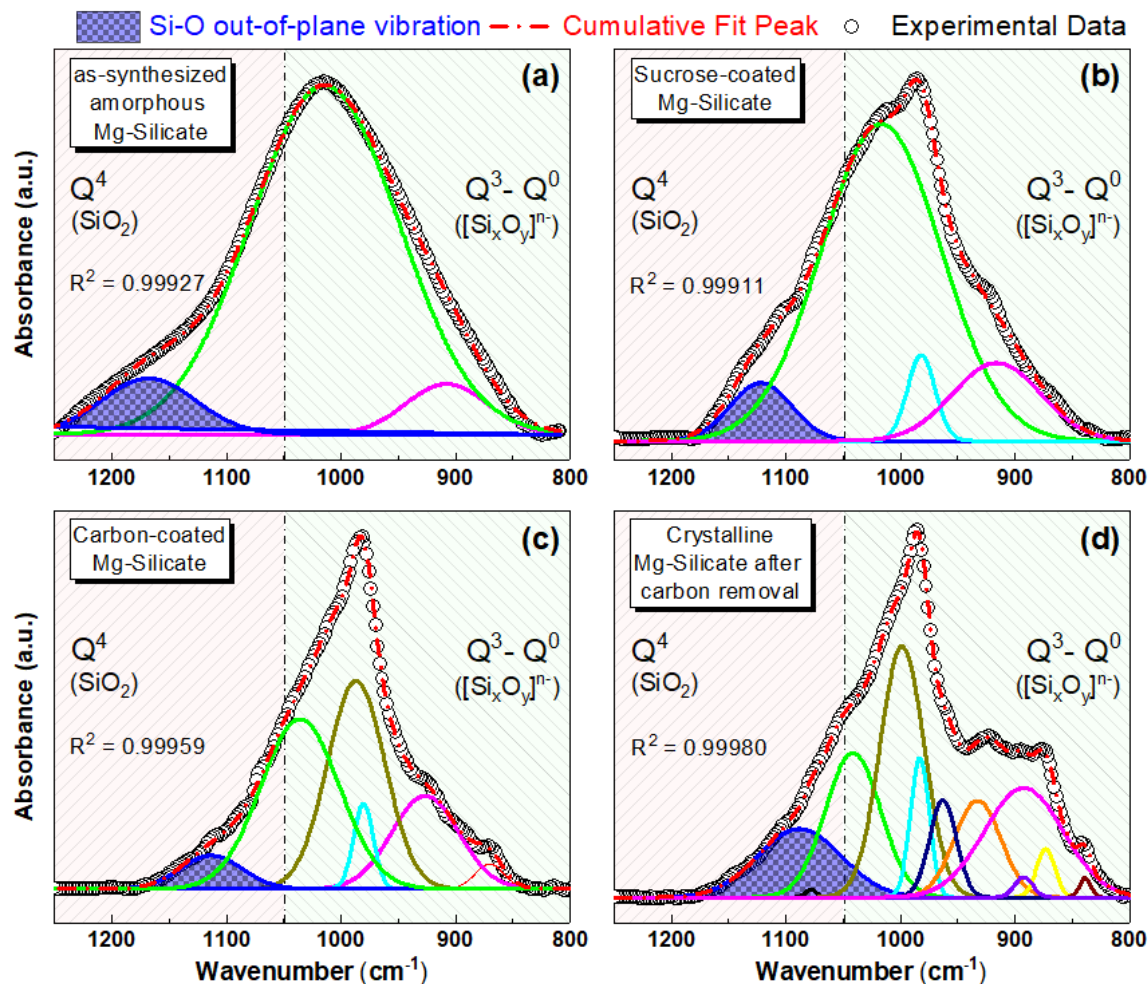 Si-O out-of-plane vibration Cumulative Fit Peak Experimental Data
as-synthesized
amorphous
Mg-Silicate
(a)
Q⁴
(SiO₂)
Q³- Q⁰
([SiₓOᵧ]ⁿ⁻)
R² = 0.99927
Absorbance (a.u.)
1200 1100 1000 900 800
Sucrose-coated
Mg-Silicate
(b)
Q⁴
(SiO₂)
Q³- Q⁰
([SiₓOᵧ]ⁿ⁻)
R² = 0.99911
1200 1100 1000 900 800
Carbon-coated
Mg-Silicate
(c)
Q⁴
(SiO₂)
Q³- Q⁰
([SiₓOᵧ]ⁿ⁻)
R² = 0.99959
Absorbance (a.u.)
1200 1100 1000 900 800
Wavenumber (cm⁻¹)
Crystalline
Mg-Silicate after
carbon removal
(d)
Q⁴
(SiO₂)
Q³- Q⁰
([SiₓOᵧ]ⁿ⁻)
R² = 0.99980
1200 1100 1000 900 800
Wavenumber (cm⁻¹)